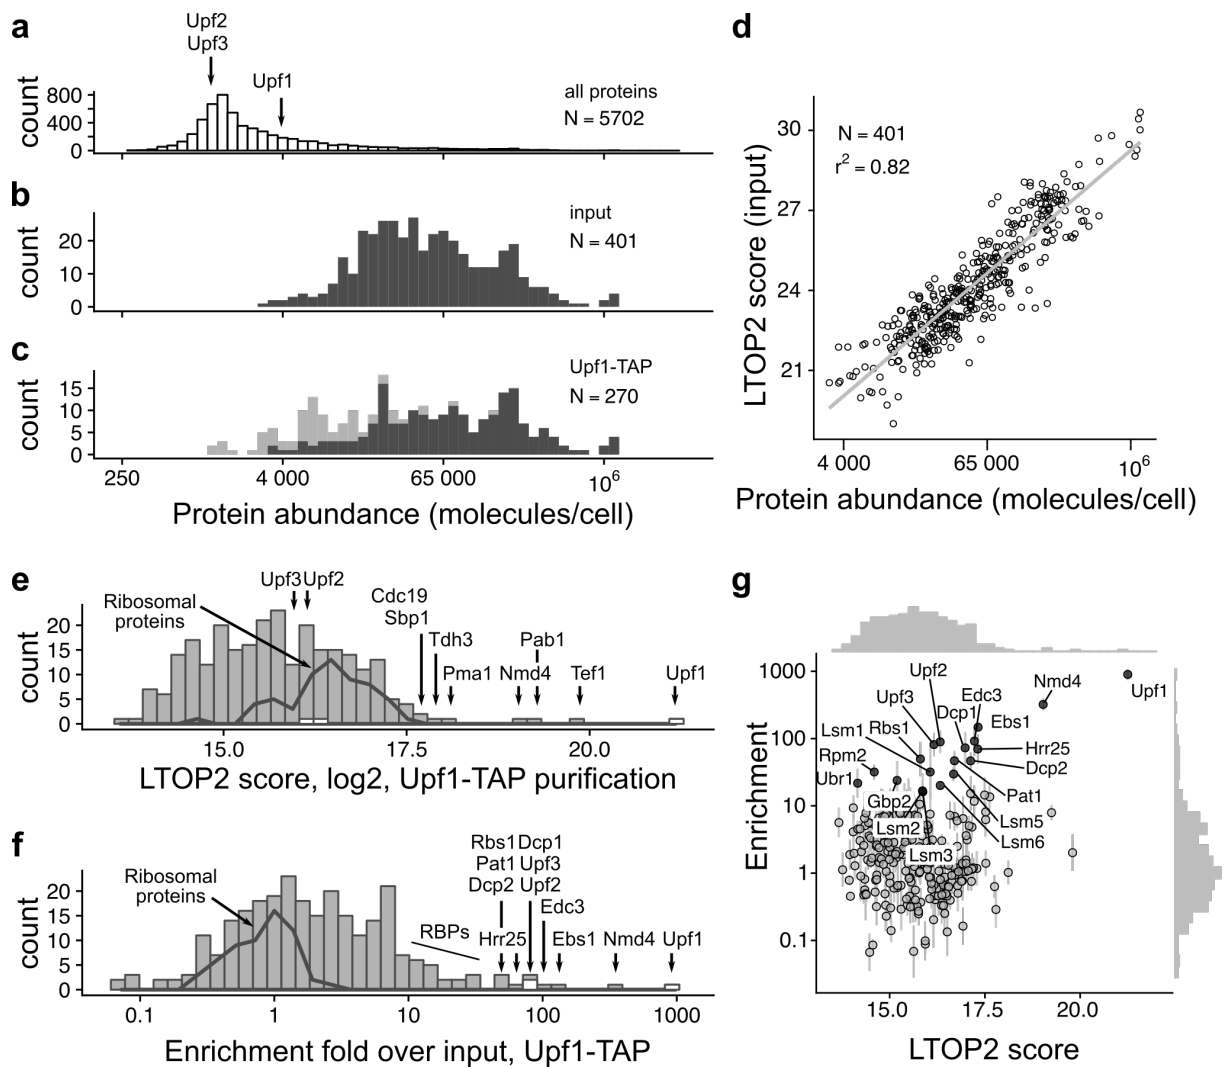 a
Upf2
Upf3
Upf1
all proteins
N = 5702
count
800
400
0
b
input
N = 401
count
20
10
0
c
Upf1-TAP
N = 270
count
15
10
5
0
250
4 000
65 000
10⁶
Protein abundance (molecules/cell)
d
N = 401
r² = 0.82
LTOP2 score (input)
30
27
24
21
4 000
65 000
10⁶
Protein abundance (molecules/cell)
e
Ribosomal
proteins
Upf3
Upf2
Cdc19
Sbp1
Tdh3
Pma1
Pab1
Nmd4
Tef1
Upf1
count
20
15
10
5
0
15.0
17.5
20.0
LTOP2 score, log2, Upf1-TAP purification
f
Ribosomal
proteins
RBPs
Rbs1 Dcp1
Pat1 Upf3
Dcp2 Upf2
Edc3
Hrr25
Ebs1
Nmd4
Upf1
count
20
15
10
5
0
0.1
1
10
100
1000
Enrichment fold over input, Upf1-TAP
g
Enrichment
1000
100
10
1
0.1
Upf2
Upf3
Edc3
Nmd4
Upf1
Lsm1
Rbs1
Dcp1
Ebs1
Rpm2
Hrr25
Ubr1
Dcp2
Gbp2
Pat1
Lsm2
Lsm5
Lsm6
Lsm3
15.0
17.5
20.0
LTOP2 score